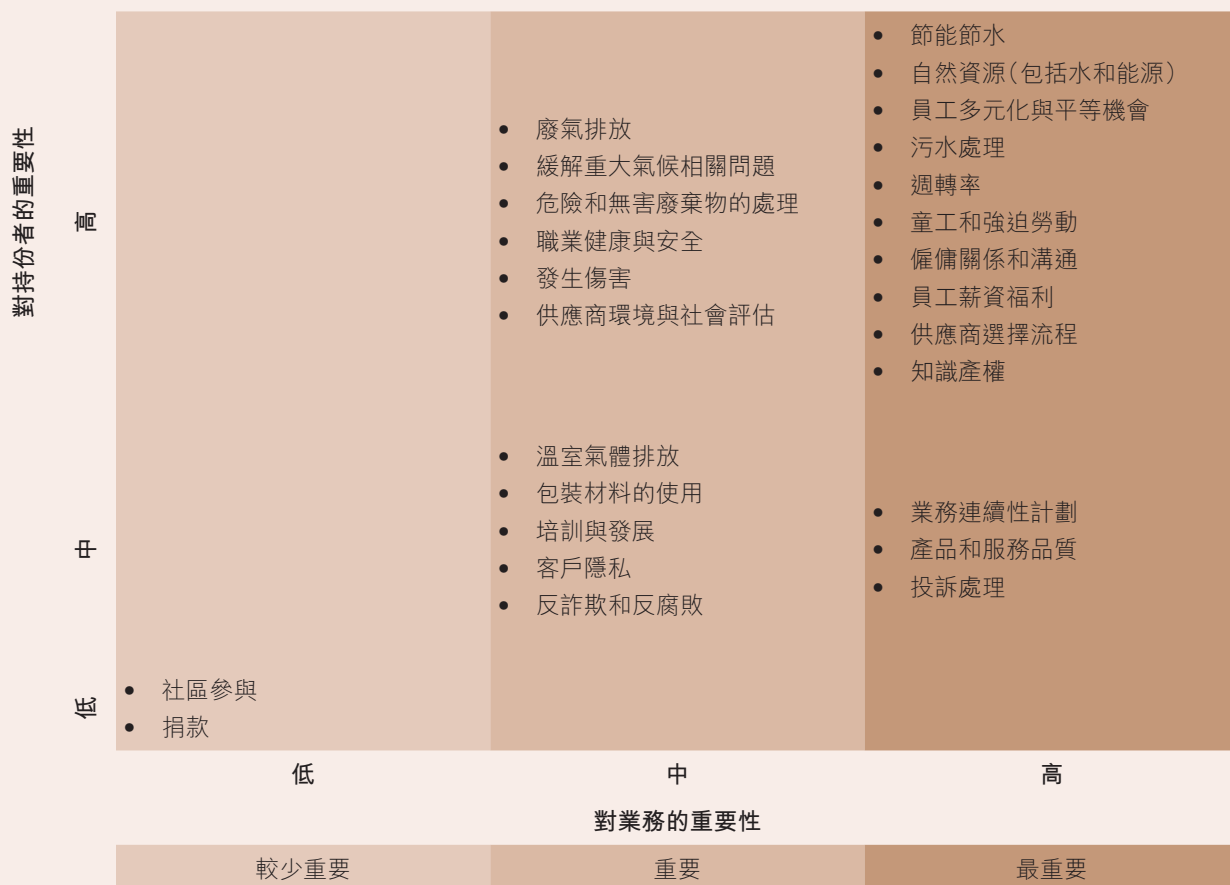 對持份者的重要性
高
廢氣排放
緩解重大氣候相關問題
危險和無害廢棄物的處理
職業健康與安全
發生傷害
供應商環境與社會評估
節能節水
自然資源(包括水和能源)
員工多元化與平等機會
污水處理
週轉率
童工和強迫勞動
僱傭關係和溝通
員工薪資福利
供應商選擇流程
知識產權
中
溫室氣體排放
包裝材料的使用
培訓與發展
客戶隱私
反詐欺和反腐敗
業務連續性計劃
產品和服務品質
投訴處理
低
社區參與
捐款
低 中 高
對業務的重要性
較少重要 重要 最重要